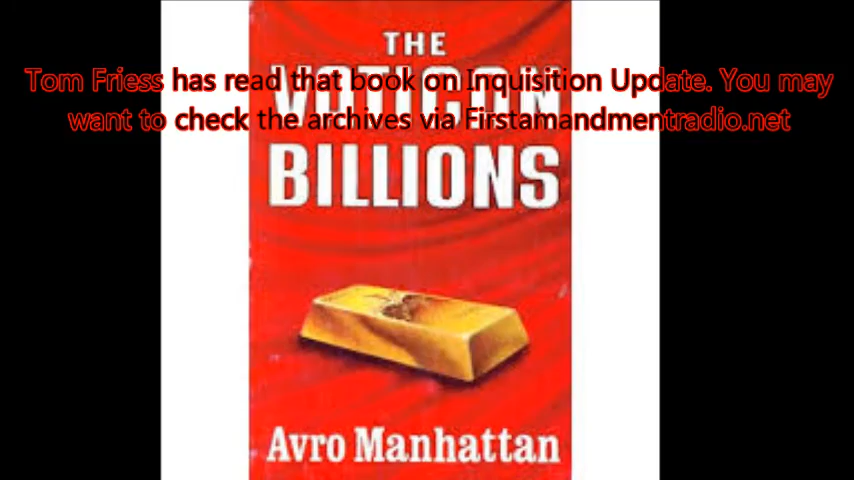 THE
Tom Friess has read that book on Inquisition Update. You may
VATICAN
want to check the archives via Firstamandmentradio.net
BILLIONS
Avro Manhattan